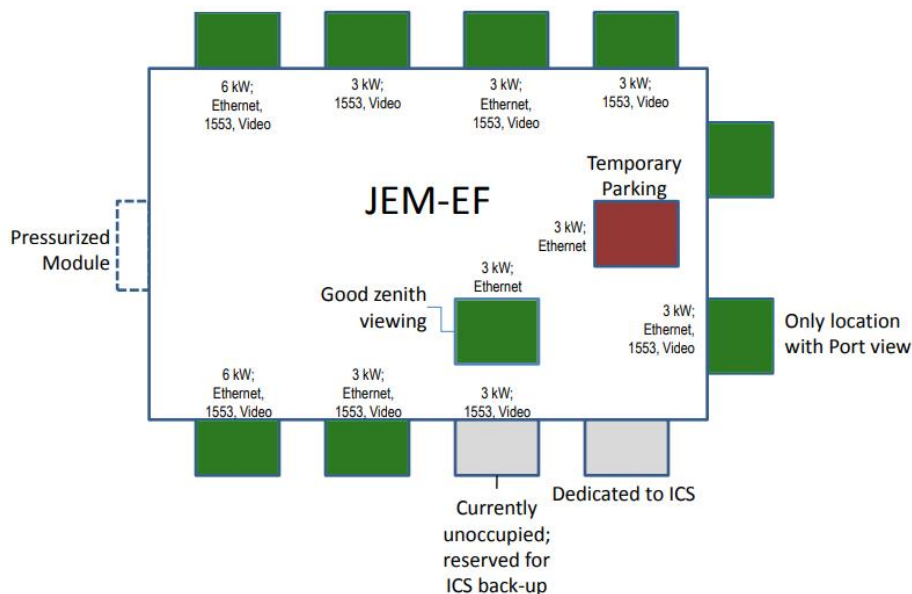 6 kW;
Ethernet,
1553, Video
3 kW;
1553, Video
3 kW;
Ethernet,
1553, Video
3 kW;
1553, Video
Temporary
Parking
JEM-EF
3 kW;
Ethernet
Pressurized
Module
3 kW;
Ethernet
Good zenith
viewing
3 kW;
Ethernet,
1553, Video
Only location
with Port view
6 kW;
Ethernet,
1553, Video
3 kW;
Ethernet,
1553, Video
3 kW;
1553, Video
Dedicated to ICS
Currently
unoccupied;
reserved for
ICS back-up